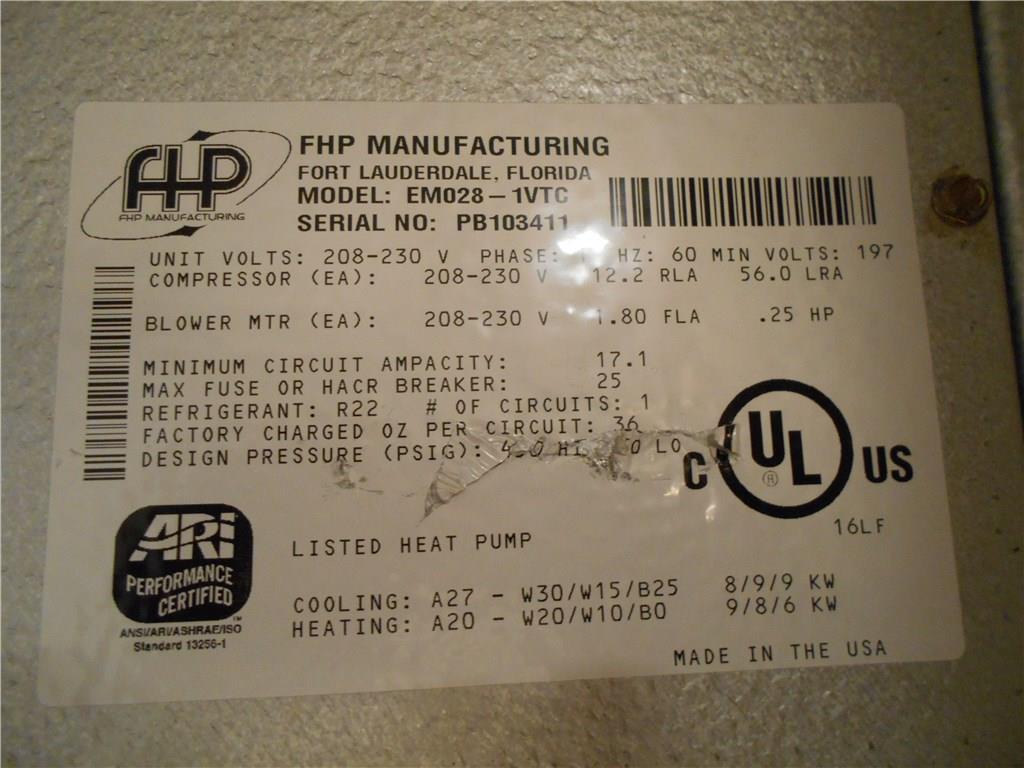 FHP
FHP MANUFACTURING
FHP MANUFACTURING
FORT LAUDERDALE, FLORIDA
MODEL: EM028-1VTC
SERIAL NO: PB103411
UNIT VOLTS: 208-230 V PHASE: HZ: 60 MIN VOLTS: 197
COMPRESSOR (EA): 208-230 V 12.2 RLA 56.0 LRA
BLOWER MTR (EA): 208-230 V 1.80 FLA .25 HP
MINIMUM CIRCUIT AMPACITY: 17.1
MAX FUSE OR HACR BREAKER: 25
REFRIGERANT: R22 # OF CIRCUITS: 1
FACTORY CHARGED OZ PER CIRCUIT: 36
DESIGN PRESSURE (PSIG): LO
C UL ® US
16LF
ARI
PERFORMANCE
CERTIFIED
TM
ANSI/ARI/ASHRAE/ISO
Standard 13256-1
LISTED HEAT PUMP
COOLING: A27 - W30/W15/B25 8/9/9 KW
HEATING: A20 - W20/W10/B0 9/8/6 KW
MADE IN THE USA